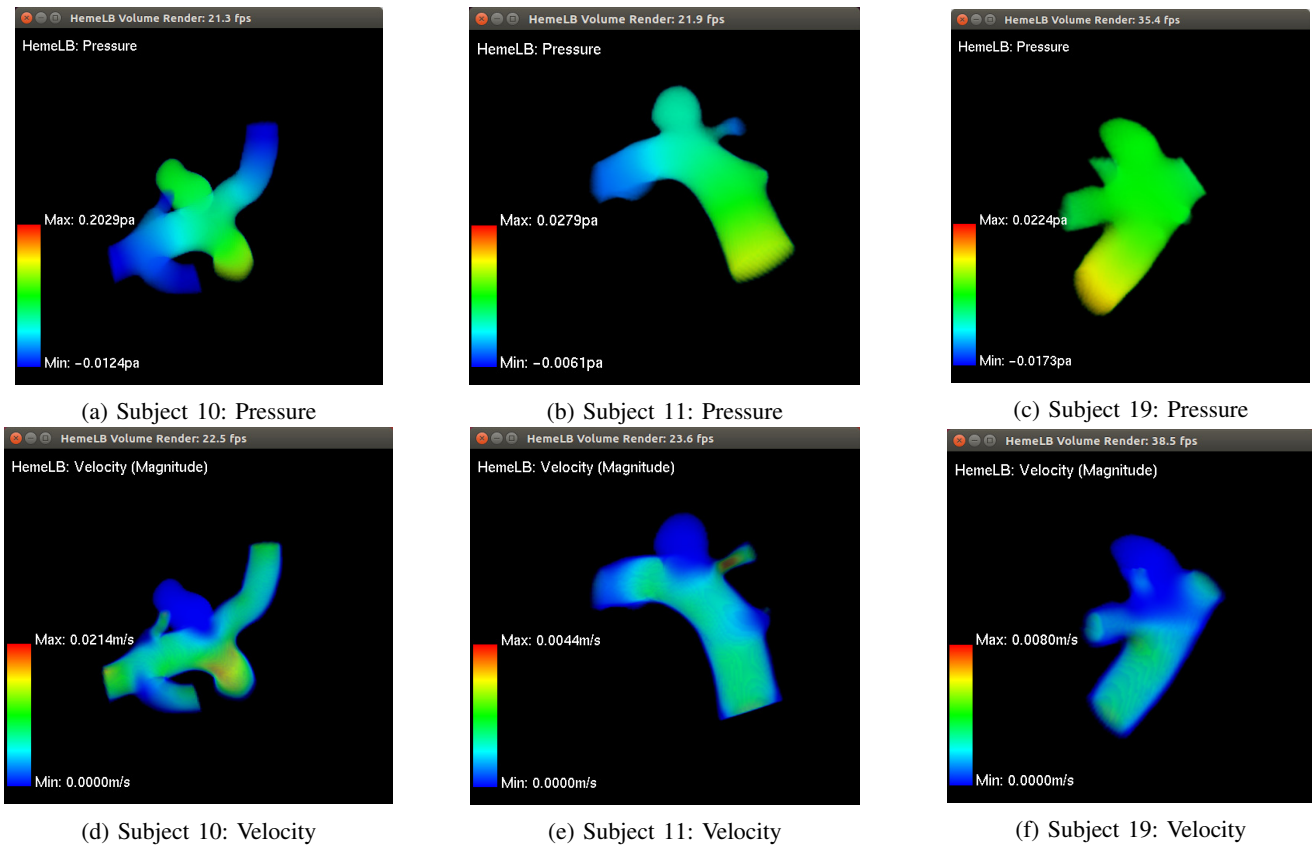 HemeLB Volume Render: 21.3 fps
HemeLB: Pressure
Max: 0.2029pa
Min: −0.0124pa
(a) Subject 10: Pressure
HemeLB Volume Render: 21.9 fps
HemeLB: Pressure
Max: 0.0279pa
Min: −0.0061pa
(b) Subject 11: Pressure
HemeLB Volume Render: 35.4 fps
HemeLB: Pressure
Max: 0.0224pa
Min: −0.0173pa
(c) Subject 19: Pressure
HemeLB Volume Render: 22.5 fps
HemeLB: Velocity (Magnitude)
Max: 0.0214m/s
Min: 0.0000m/s
(d) Subject 10: Velocity
HemeLB Volume Render: 23.6 fps
HemeLB: Velocity (Magnitude)
Max: 0.0044m/s
Min: 0.0000m/s
(e) Subject 11: Velocity
HemeLB Volume Render: 38.5 fps
HemeLB: Velocity (Magnitude)
Max: 0.0080m/s
Min: 0.0000m/s
(f) Subject 19: Velocity